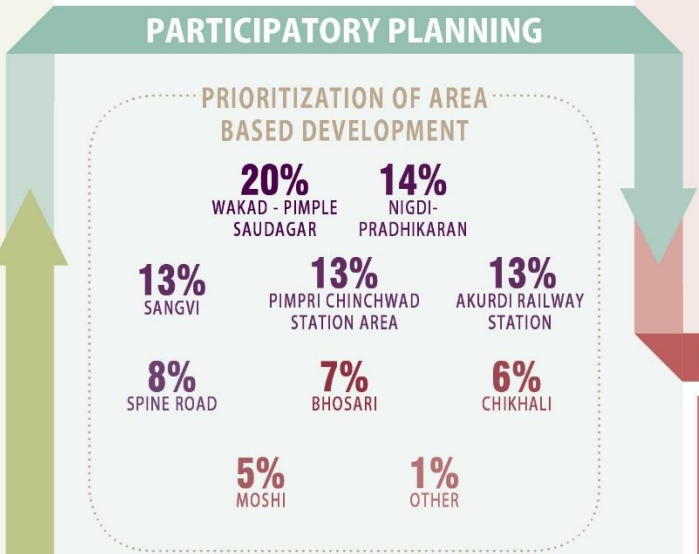 PARTICIPATORY PLANNING
PRIORITIZATION OF AREA
BASED DEVELOPMENT
20%
WAKAD - PIMPLE
SAUDAGAR
14%
NIGDI-
PRADHIKARAN
13%
SANGVI
13%
PIMPRI CHINCHWAD
STATION AREA
13%
AKURDI RAILWAY
STATION
8%
SPINE ROAD
7%
BHOSARI
6%
CHIKHALI
5%
MOSHI
1%
OTHER